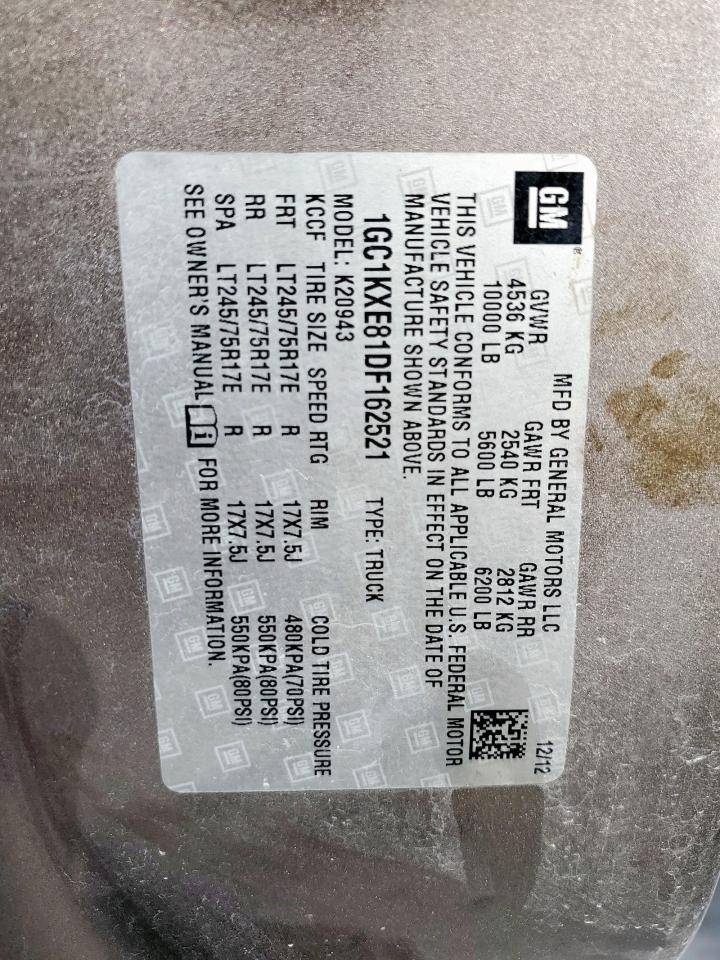 GM®
MFD BY GENERAL MOTORS LLC 12/12
GVWR GAWR FRT GAWR RR
4536 KG 2540 KG 2812 KG
10000 LB 5600 LB 6200 LB
THIS VEHICLE CONFORMS TO ALL APPLICABLE U.S. FEDERAL MOTOR
VEHICLE SAFETY STANDARDS IN EFFECT ON THE DATE OF
MANUFACTURE SHOWN ABOVE.
1GC1KXE81DF162521 TYPE: TRUCK
MODEL: K20943
KCCF TIRE SIZE SPEED RTG RIM COLD TIRE PRESSURE
FRT LT245/75R17E R 17X7.5J 480KPA(70PSI)
RR LT245/75R17E R 17X7.5J 550KPA(80PSI)
SPA LT245/75R17E R 17X7.5J 550KPA(80PSI)
SEE OWNER'S MANUAL i FOR MORE INFORMATION.